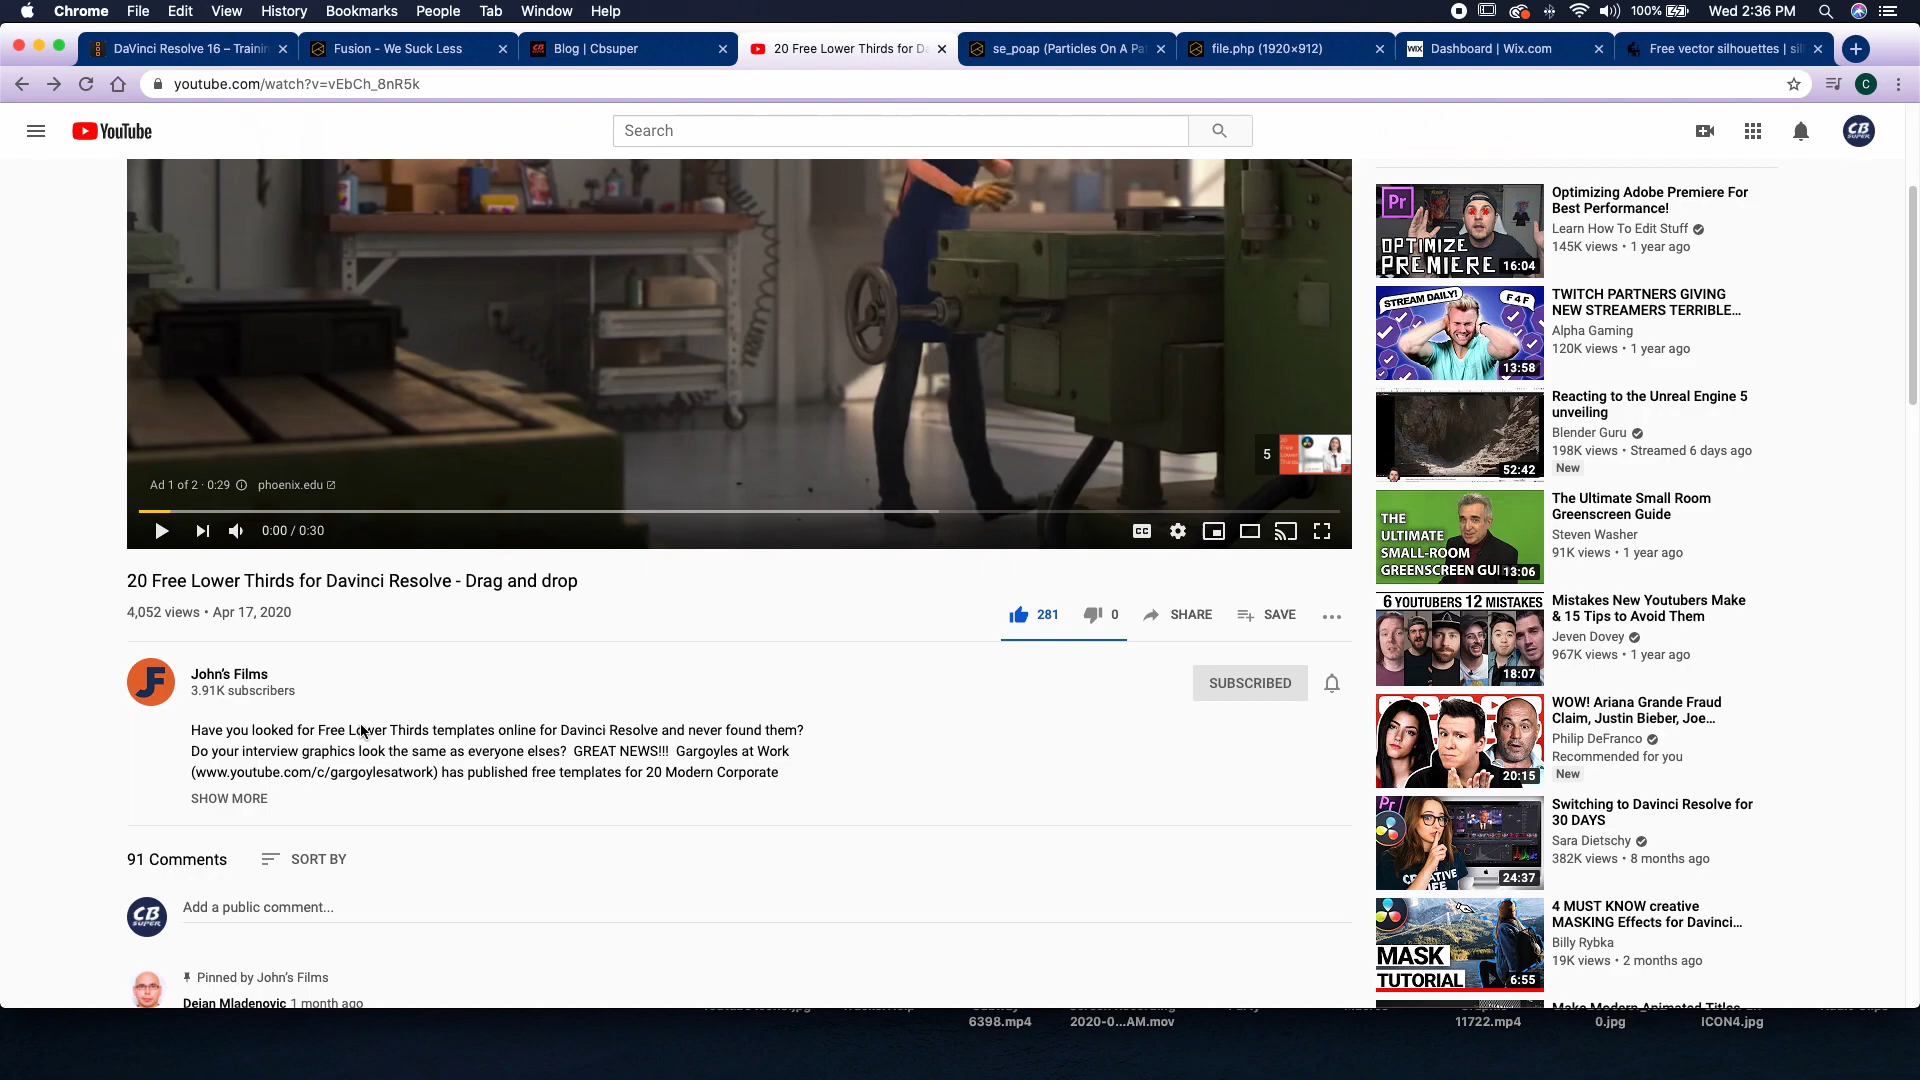 Chrome File Edit View History Bookmarks People Tab Window Help 100% Wed 2:36 PM
DaVinci Resolve 16 – Trainin
Fusion - We Suck Less
Blog | Cbsuper
20 Free Lower Thirds for Da
se_poap (Particles On A Pa
file.php (1920×912)
WIX Dashboard | Wix.com
Free vector silhouettes | sil
youtube.com/watch?v=vEbCh_8nR5k
C
YouTube
Search
CB SUPER
Ad 1 of 2 · 0:29 phoenix.edu
5
0:00 / 0:30
CC
20 Free Lower Thirds for Davinci Resolve - Drag and drop
4,052 views • Apr 17, 2020
281 0 SHARE SAVE
JF
John's Films
3.91K subscribers
SUBSCRIBED
Have you looked for Free Lower Thirds templates online for Davinci Resolve and never found them?
Do your interview graphics look the same as everyone elses? GREAT NEWS!!! Gargoyles at Work
(www.youtube.com/c/gargoylesatwork) has published free templates for 20 Modern Corporate
SHOW MORE
91 Comments SORT BY
CB SUPER
Add a public comment...
Pinned by John's Films
Dejan Mladenovic 1 month ago
Pr
OPTIMIZE
PREMIERE
16:04
Optimizing Adobe Premiere For
Best Performance!
Learn How To Edit Stuff
145K views • 1 year ago
STREAM DAILY!
F4F
13:58
TWITCH PARTNERS GIVING
NEW STREAMERS TERRIBLE...
Alpha Gaming
120K views • 1 year ago
52:42
Reacting to the Unreal Engine 5
unveiling
Blender Guru
198K views • Streamed 6 days ago
New
THE
ULTIMATE
SMALL-ROOM
GREENSCREEN GUI
13:06
The Ultimate Small Room
Greenscreen Guide
Steven Washer
91K views • 1 year ago
6 YOUTUBERS 12 MISTAKES
18:07
Mistakes New Youtubers Make
& 15 Tips to Avoid Them
Jeven Dovey
967K views • 1 year ago
20:15
WOW! Ariana Grande Fraud
Claim, Justin Bieber, Joe...
Philip DeFranco
Recommended for you
New
Pr
24:37
Switching to Davinci Resolve for
30 DAYS
Sara Dietschy
382K views • 8 months ago
MASK
TUTORIAL
6:55
4 MUST KNOW creative
MASKING Effects for Davinci...
Billy Rybka
19K views • 2 months ago
Make Modern Animated Titles
6398.mp4
2020-0...AM.mov
11722.mp4
0.jpg
ICON4.jpg